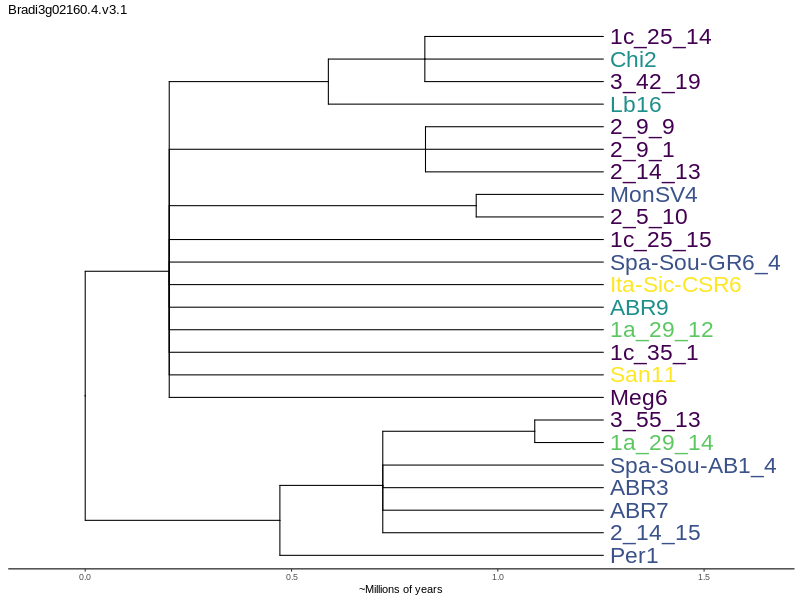 Bradi3g02160.4.v3.1
1c_25_14
Chi2
3_42_19
Lb16
2_9_9
2_9_1
2_14_13
MonSV4
2_5_10
1c_25_15
Spa-Sou-GR6_4
Ita-Sic-CSR6
ABR9
1a_29_12
1c_35_1
San11
Meg6
3_55_13
1a_29_14
Spa-Sou-AB1_4
ABR3
ABR7
2_14_15
Per1
0.0 0.5 1.0 1.5
~Millions of years